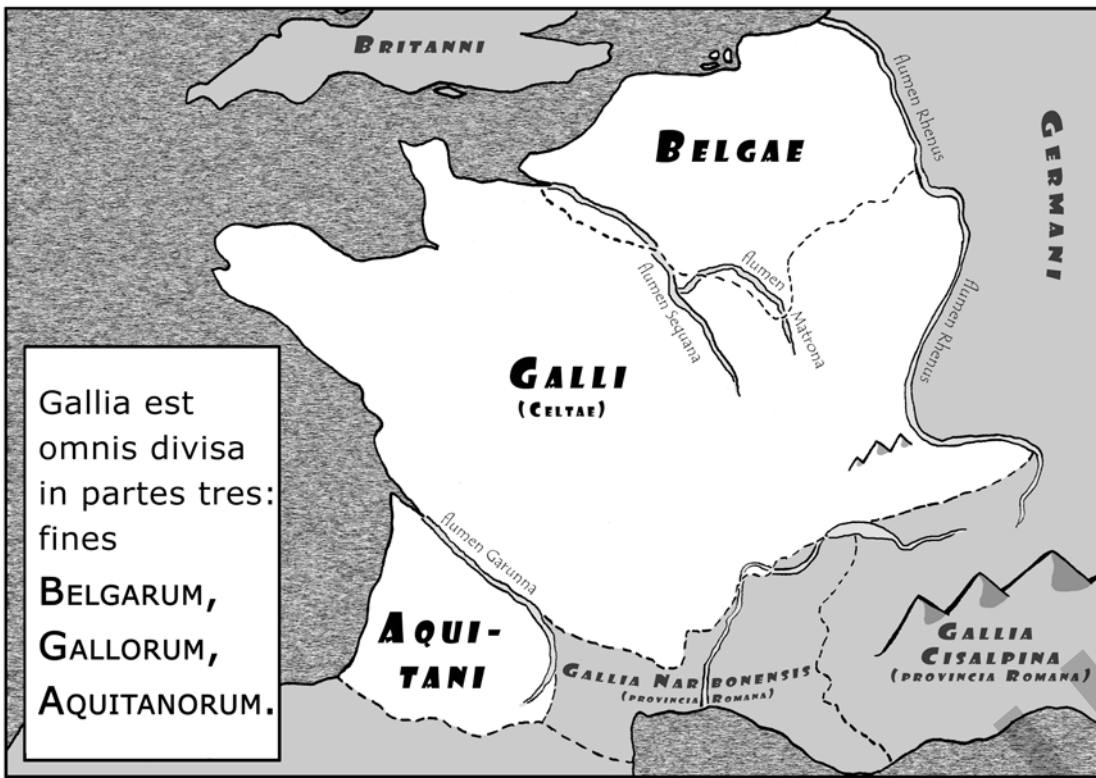 BRITANNI
BELGAE
flumen Rhenus
GERMANI
flumen Sequana
flumen Matrona
flumen Rhenus
GALLI
(CELTAE)
Gallia est
omnis divisa
in partes tres:
fines
BELGARUM,
GALLORUM,
AQUITANORUM.
flumen Garunna
AQUI-
TANI
GALLIA NARBONENSIS
(PROVINCIA ROMANA)
GALLIA
CISALPINA
(PROVINCIA ROMANA)